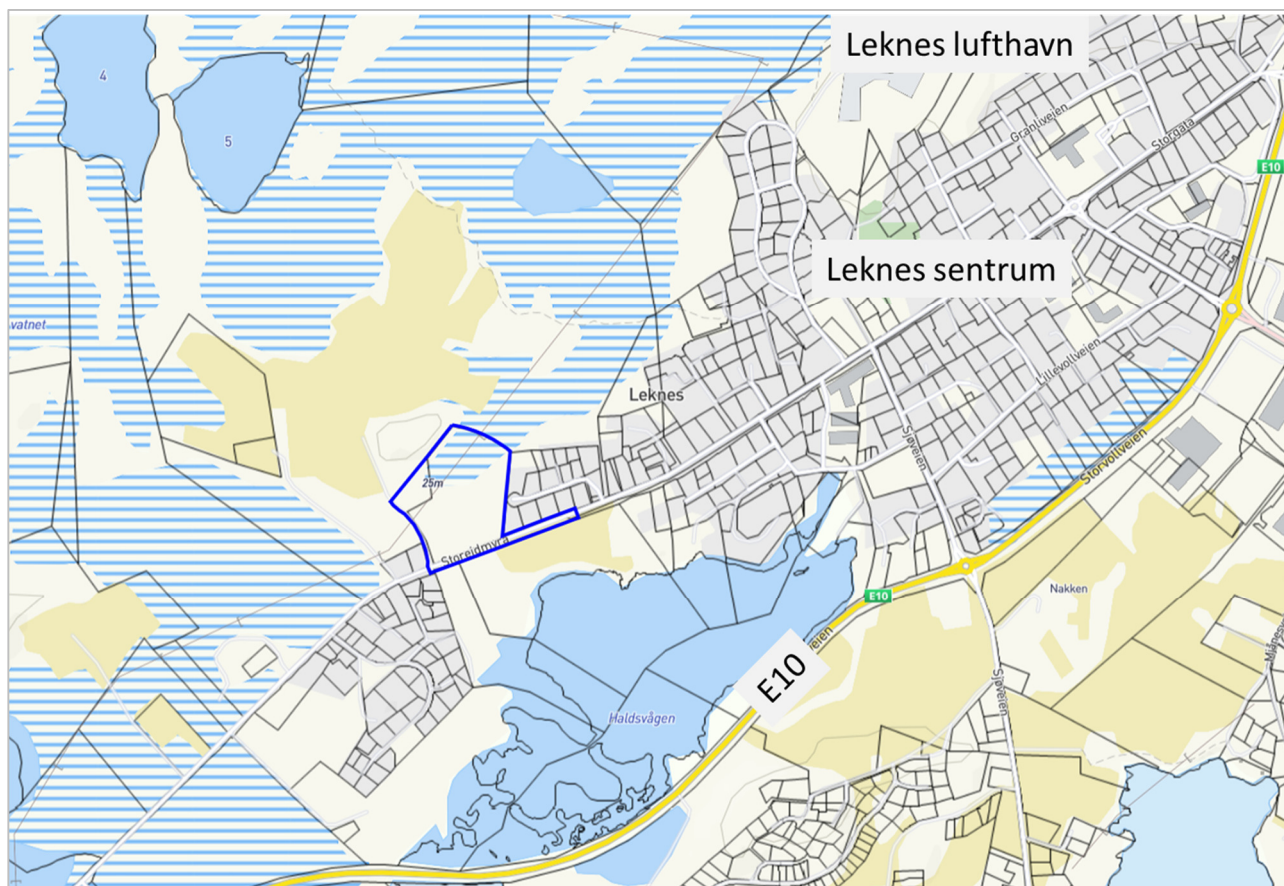 Leknes lufthavn
4
5
Granliveien
Storgata
E10
Leknes sentrum
vatnet
Leknes
Lillevollveien
Sjøveien
Storvollveien
25m
Storeidmyra
E10
Nakken
veien
E10
Sjøveien
Haldsvågen